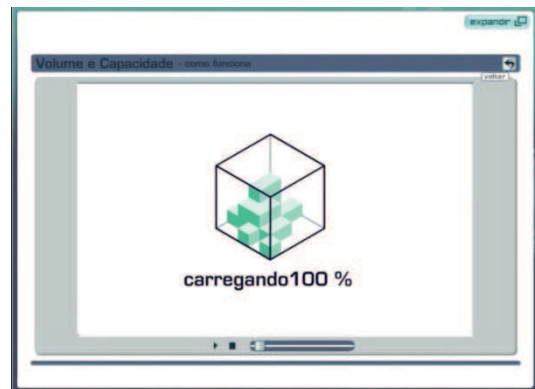 expandir
Volume e Capacidade - como funciona
voltar
carregando100 %